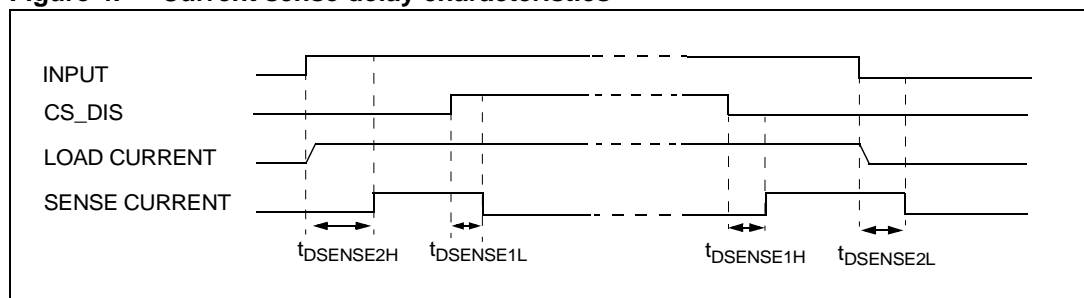 INPUT
CS_DIS
LOAD CURRENT
SENSE CURRENT
tDSENSE2H tDSENSE1L tDSENSE1H tDSENSE2L